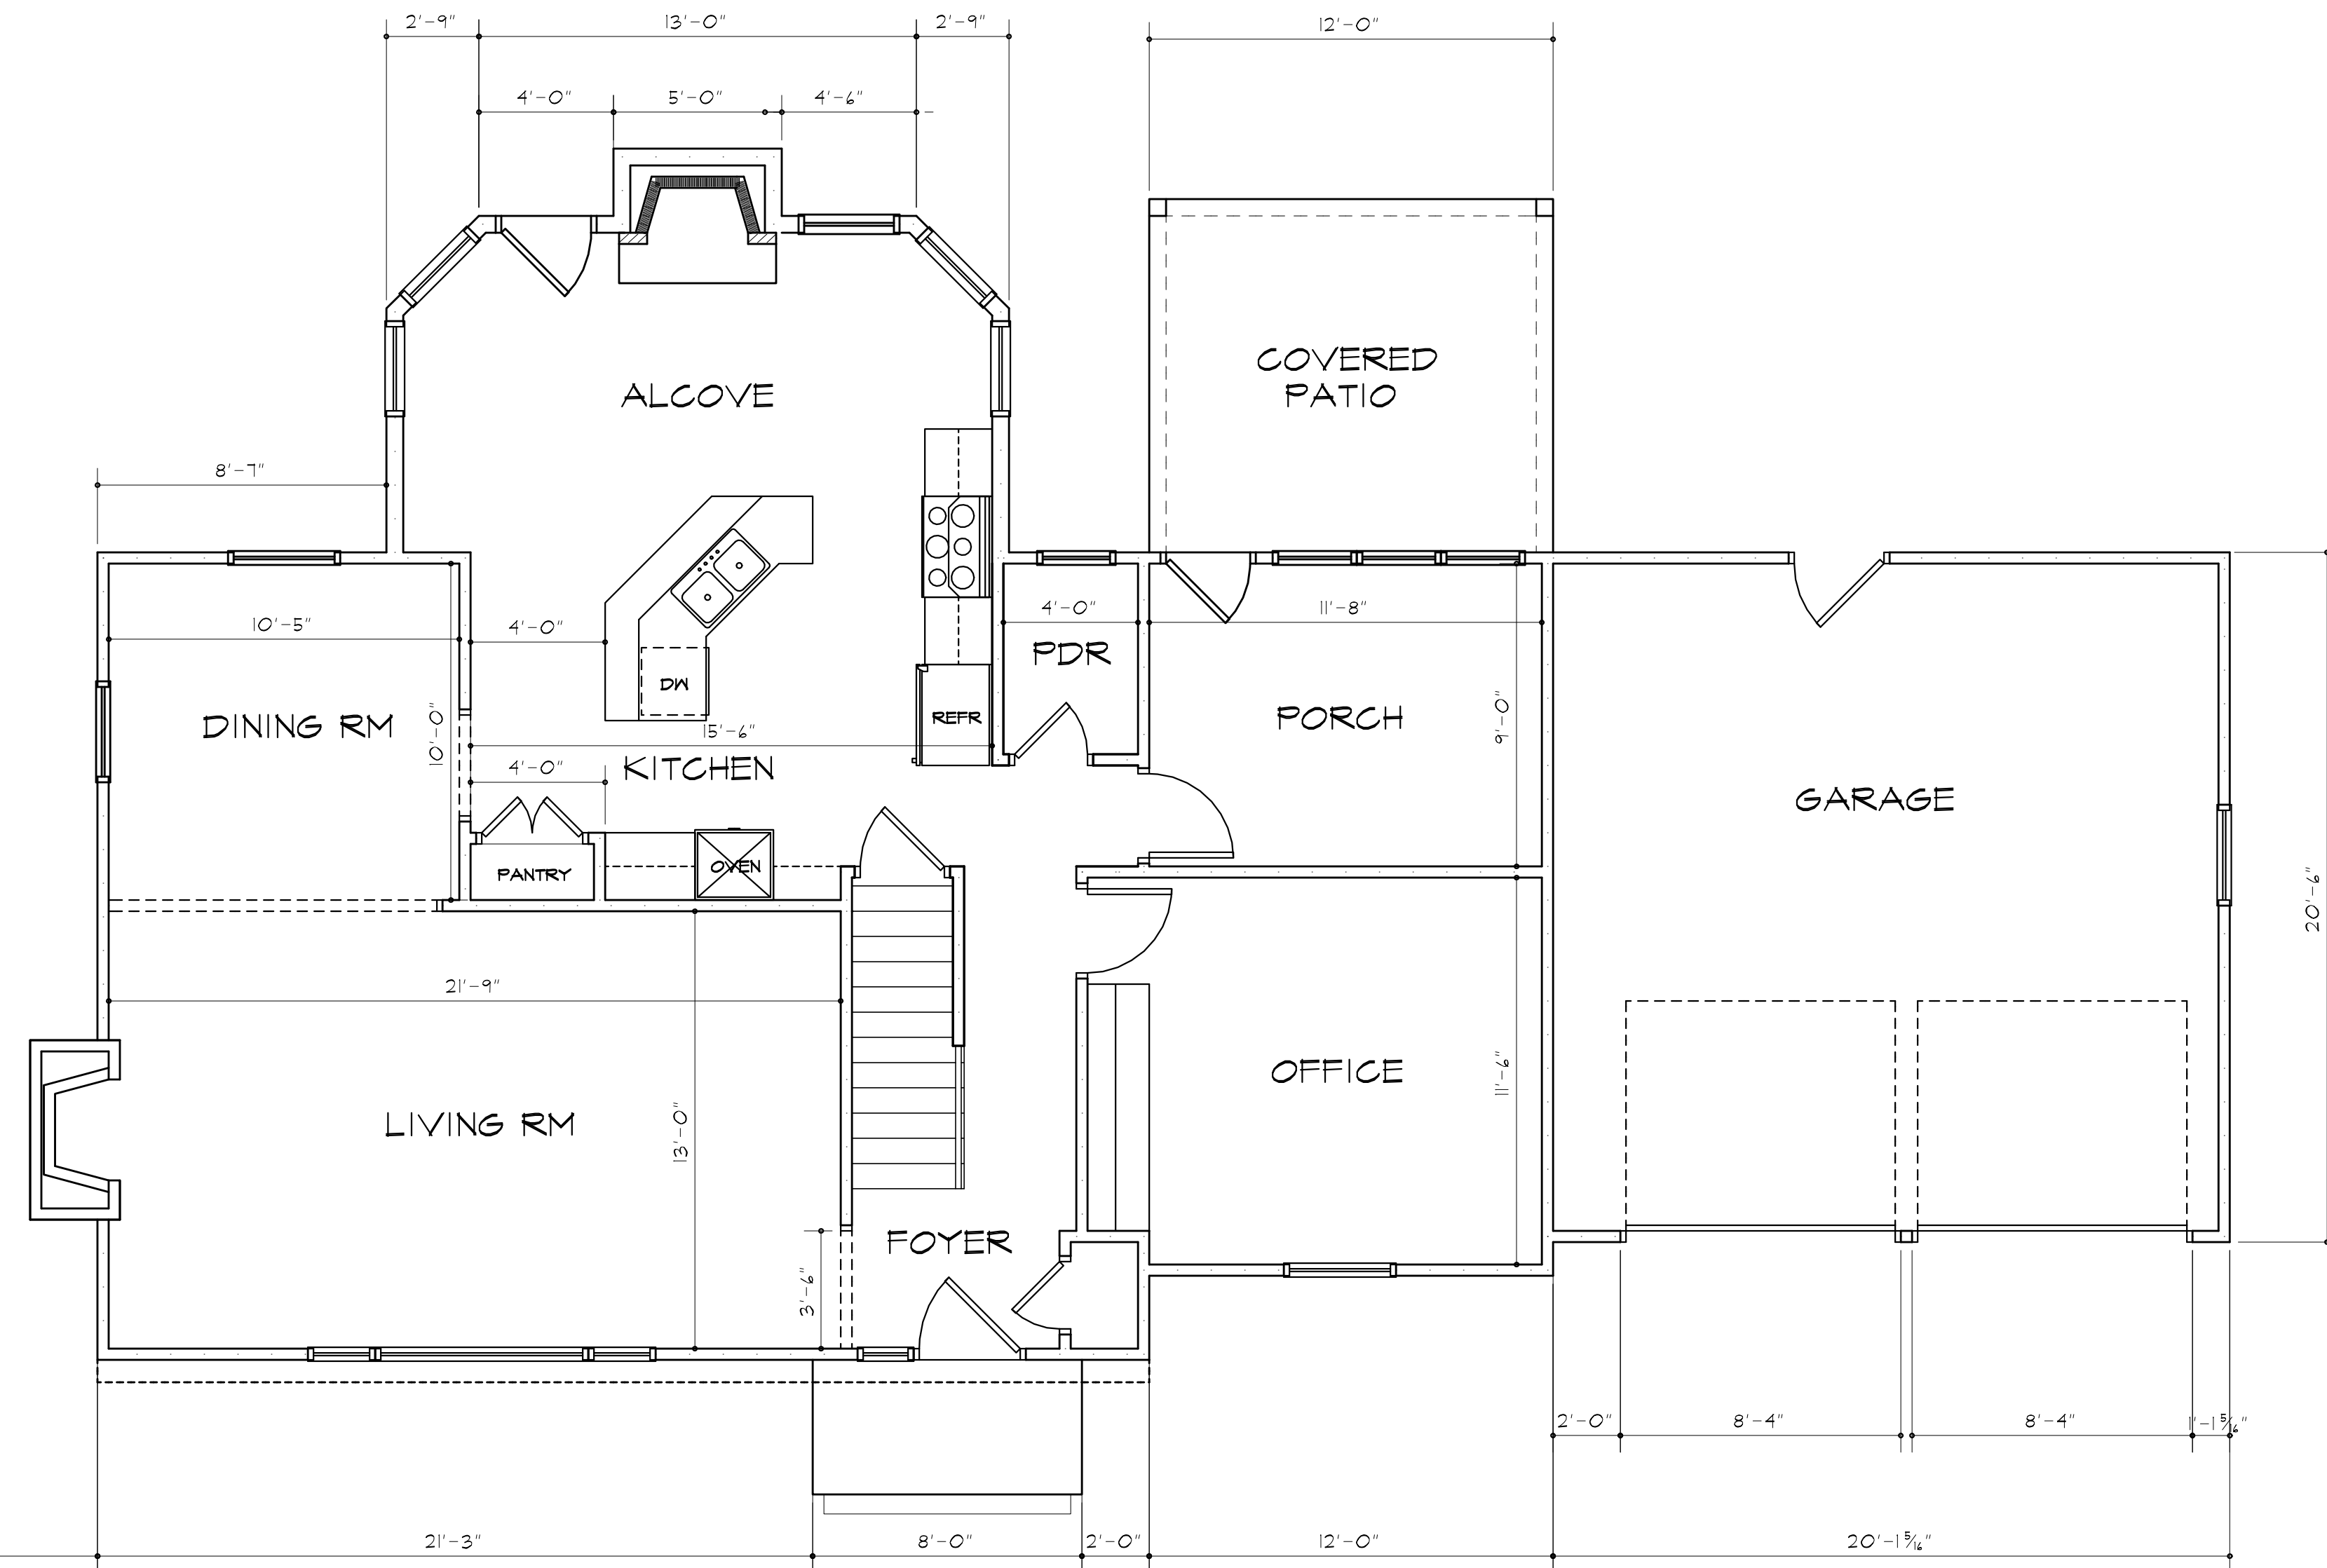 2'-9" 13'-0" 2'-9" 12'-0"
4'-0" 5'-0" 4'-6"
COVERED
PATIO
ALCOVE
8'-7"
10'-5" 4'-0" 4'-0" 11'-8"
PDR
DW
DINING RM 10'-0" 15'-6" REFR PORCH 9'-0"
4'-0" KITCHEN
GARAGE
PANTRY OVEN
20'-6"
21'-9"
OFFICE 11'-6"
LIVING RM 13'-0"
FOYER
3'-6"
2'-0" 8'-4" 8'-4" 1'-1 5/16"
21'-3" 8'-0" 2'-0" 12'-0" 20'-1 5/16"